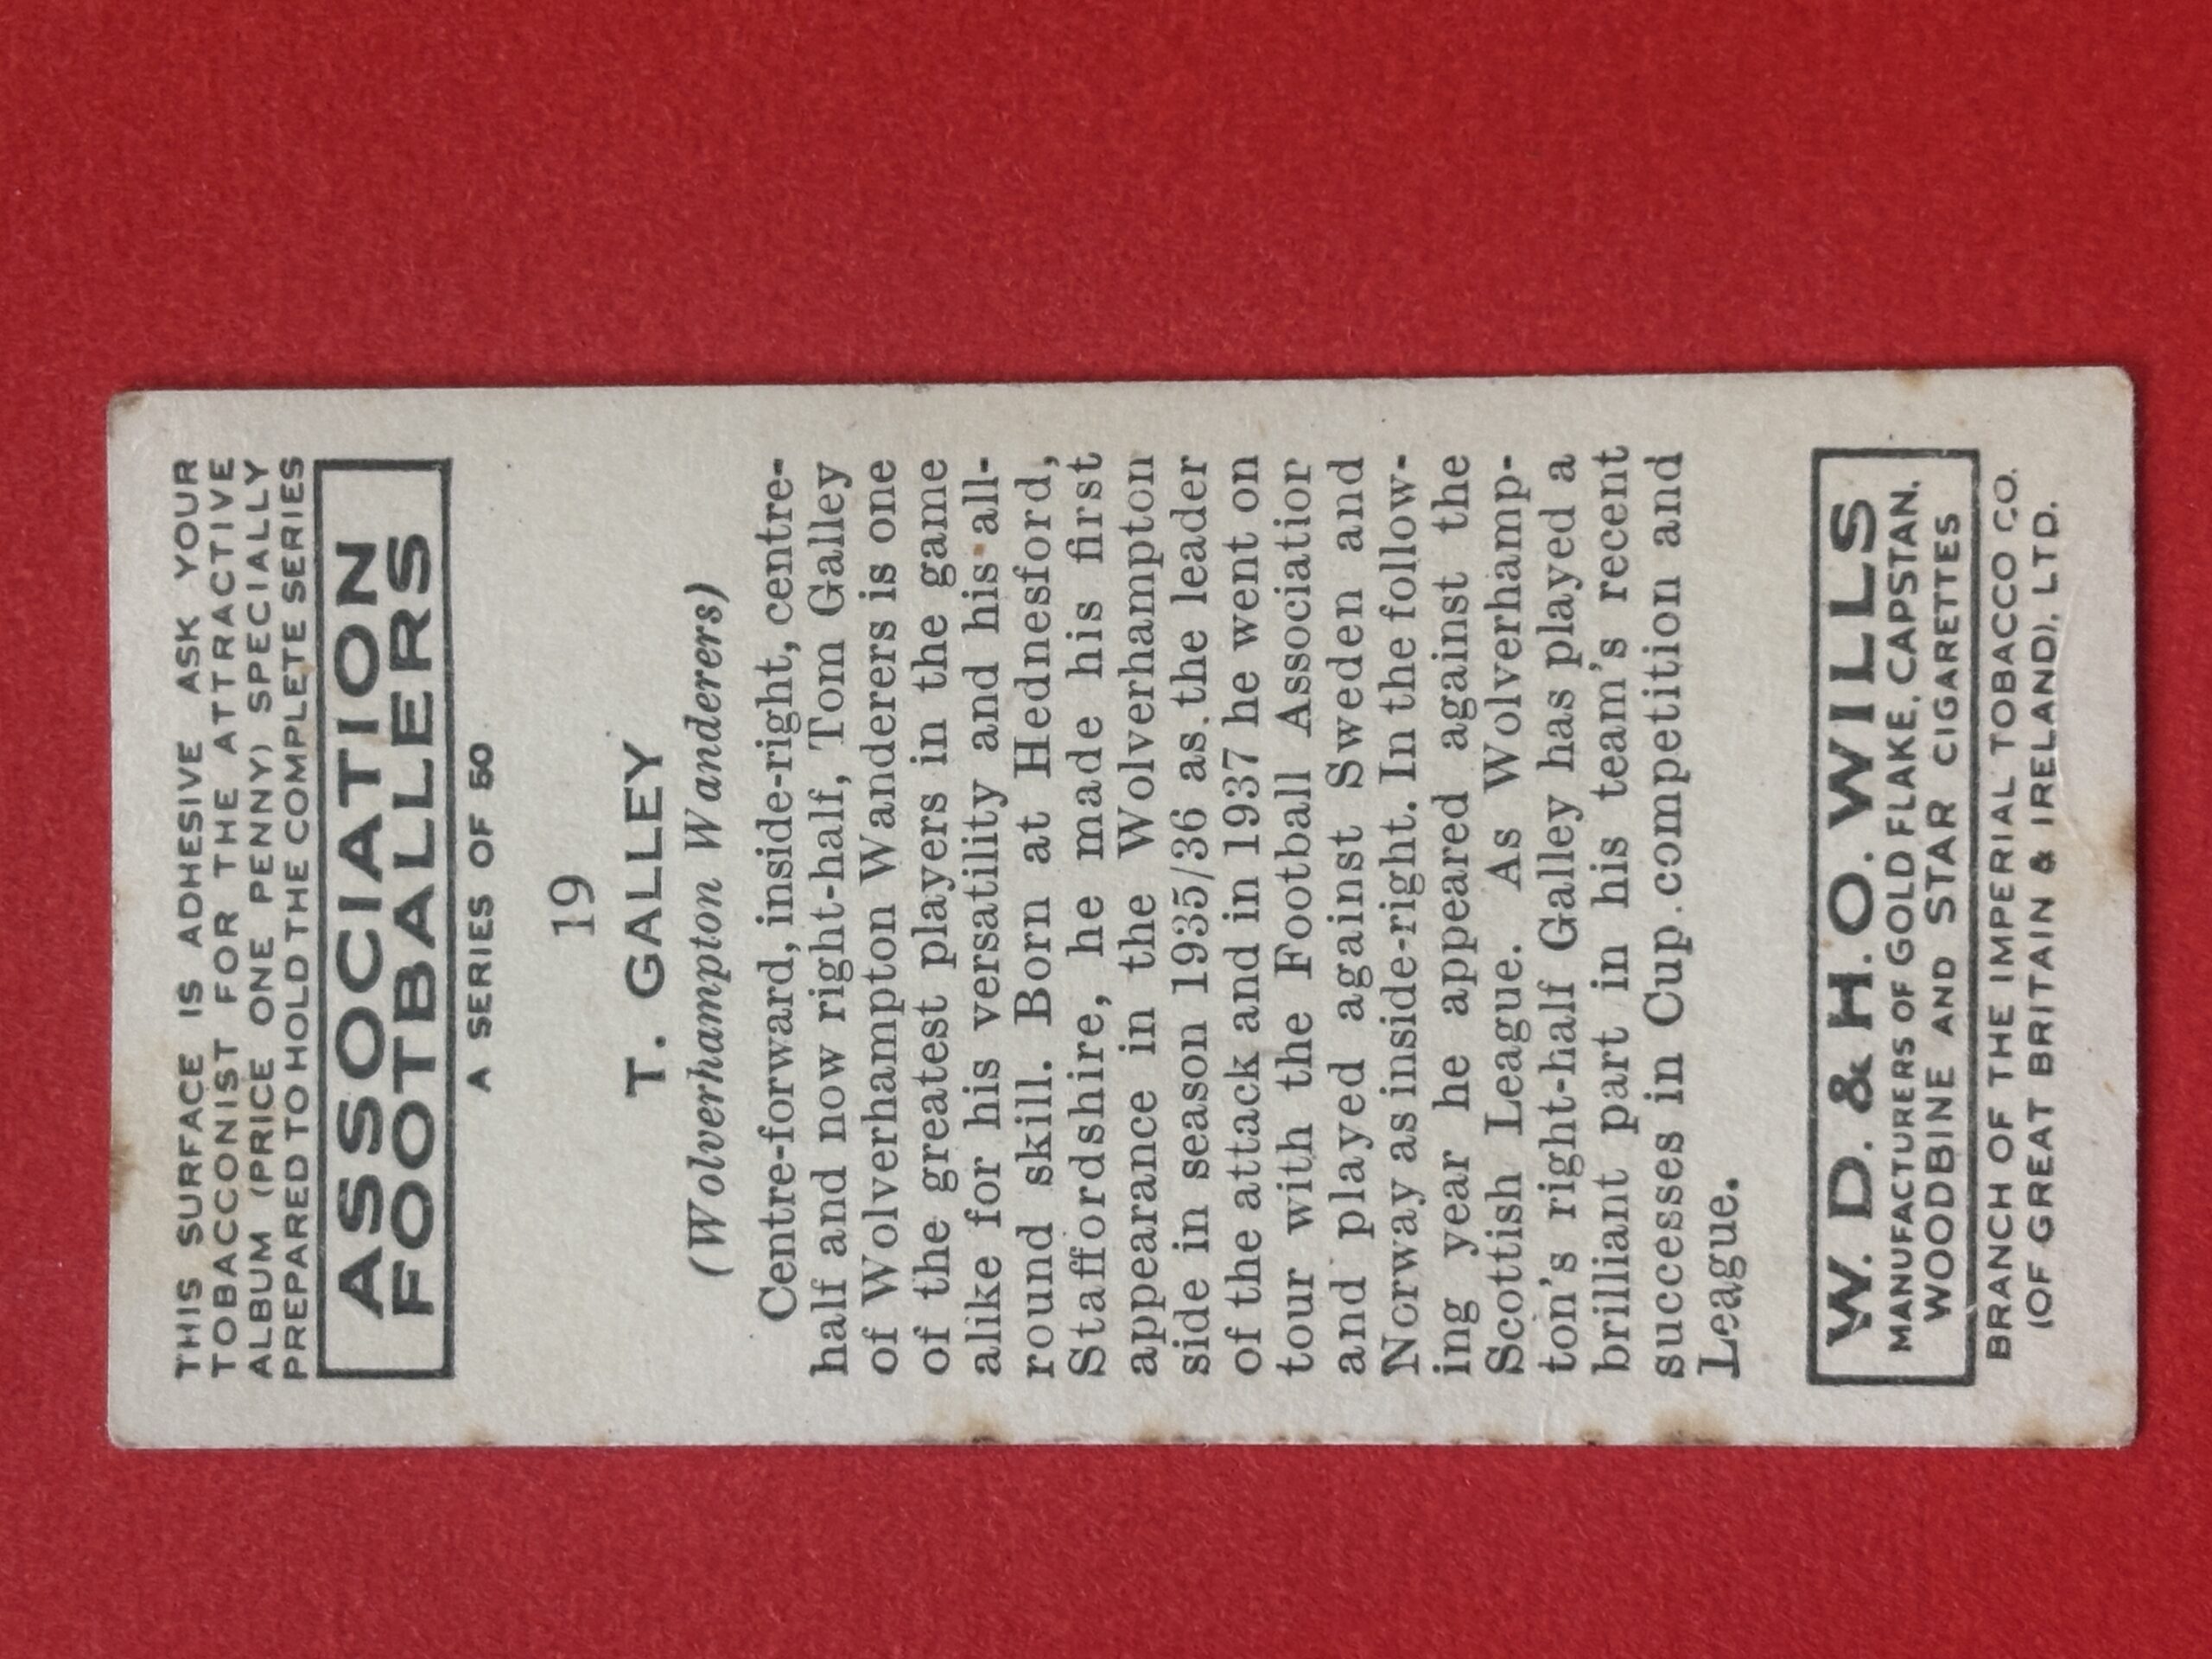 THIS SURFACE IS ADHESIVE ASK YOUR
TOBACCONIST FOR THE ATTRACTIVE
ALBUM (PRICE ONE PENNY) SPECIALLY
PREPARED TO HOLD THE COMPLETE SERIES
ASSOCIATION
FOOTBALLERS
A SERIES OF 50
19
T. GALLEY
(Wolverhampton Wanderers)
Centre-forward, inside-right, centre-
half and now right-half, Tom Galley
of Wolverhampton Wanderers is one
of the greatest players in the game
alike for his versatility and his all-
round skill. Born at Hednesford,
Staffordshire, he made his first
appearance in the Wolverhampton
side in season 1935/36 as the leader
of the attack and in 1937 he went on
tour with the Football Association
and played against Sweden and
Norway as inside-right. In the follow-
ing year he appeared against the
Scottish League. As Wolverhamp-
ton's right-half Galley has played a
brilliant part in his team's recent
successes in Cup competition and
League.
W. D. & H. O. WILLS
MANUFACTURERS OF GOLD FLAKE, CAPSTAN,
WOODBINE AND STAR CIGARETTES
BRANCH OF THE IMPERIAL TOBACCO CO.
(OF GREAT BRITAIN & IRELAND), LTD.